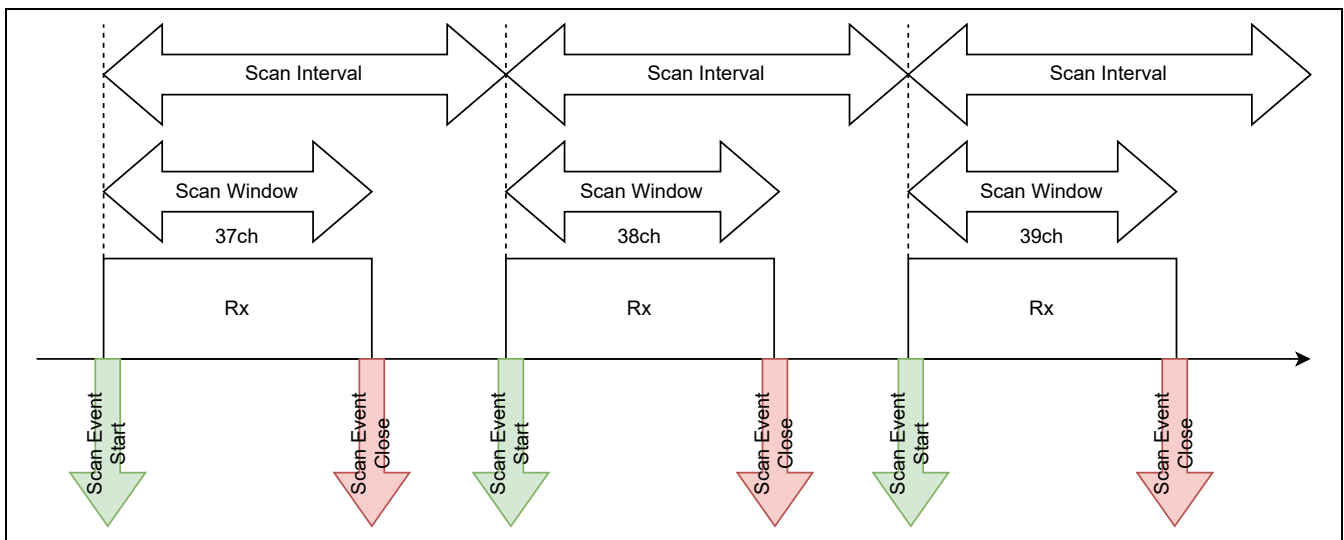 Scan Interval
Scan Interval
Scan Interval
Scan Window
Scan Window
Scan Window
37ch
38ch
39ch
Rx
Rx
Rx
Scan Event
Start
Scan Event
Close
Scan Event
Start
Scan Event
Close
Scan Event
Start
Scan Event
Close